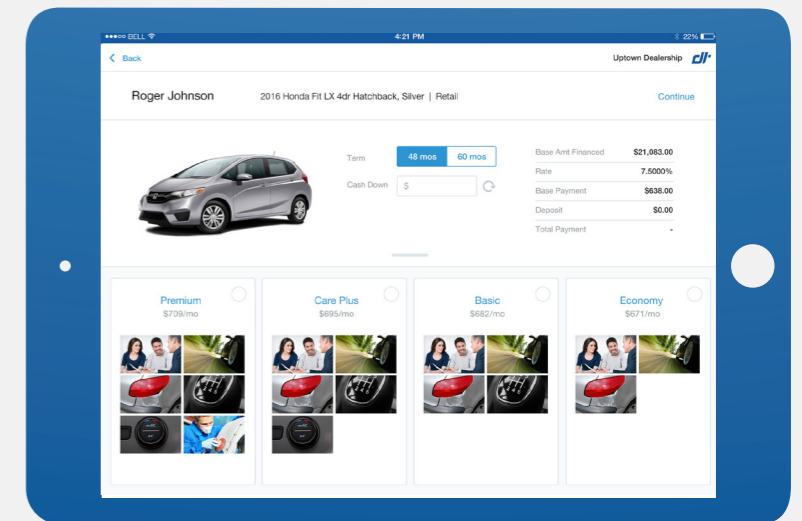 BELL 4:21 PM 22%
Back Uptown Dealership dlr
Roger Johnson 2016 Honda Fit LX 4dr Hatchback, Silver | Retail Continue
Term 48 mos 60 mos
Cash Down $
Base Amt Financed $21,083.00
Rate 7.5000%
Base Payment $638.00
Deposit $0.00
Total Payment -
Premium
$709/mo
Care Plus
$695/mo
Basic
$682/mo
Economy
$671/mo